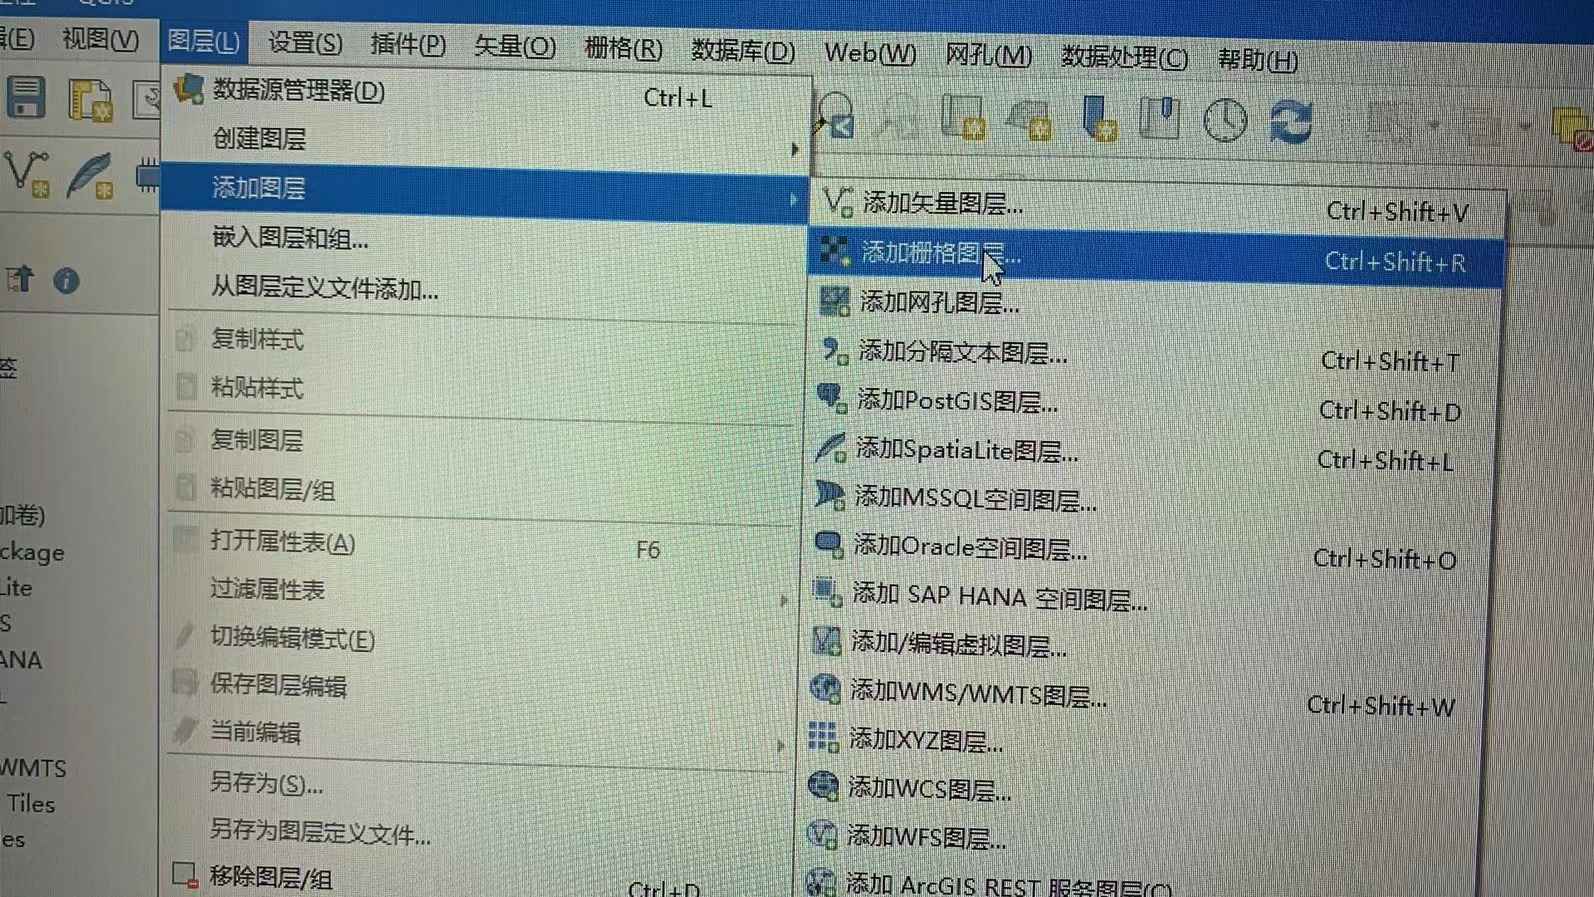 QGIS
(E) 视图(V) 图层(L) 设置(S) 插件(P) 矢量(O) 栅格(R) 数据库(D) Web(W) 网孔(M) 数据处理(C) 帮助(H)
数据源管理器(D) Ctrl+L
创建图层
添加图层
嵌入图层和组...
从图层定义文件添加...
复制样式
粘贴样式
复制图层
粘贴图层/组
打开属性表(A) F6
过滤属性表
切换编辑模式(E)
保存图层编辑
当前编辑
另存为(S)...
另存为图层定义文件...
移除图层/组 Ctrl+D
添加矢量图层... Ctrl+Shift+V
添加栅格图层... Ctrl+Shift+R
添加网孔图层...
添加分隔文本图层... Ctrl+Shift+T
添加PostGIS图层... Ctrl+Shift+D
添加SpatiaLite图层... Ctrl+Shift+L
添加MSSQL空间图层...
添加Oracle空间图层... Ctrl+Shift+O
添加 SAP HANA 空间图层...
添加/编辑虚拟图层...
添加WMS/WMTS图层... Ctrl+Shift+W
添加XYZ图层...
添加WCS图层...
添加WFS图层...
添加 ArcGIS REST 服务图层(C)
签
加卷)
ckage
Lite
S
ANA
WMTS
Tiles
es